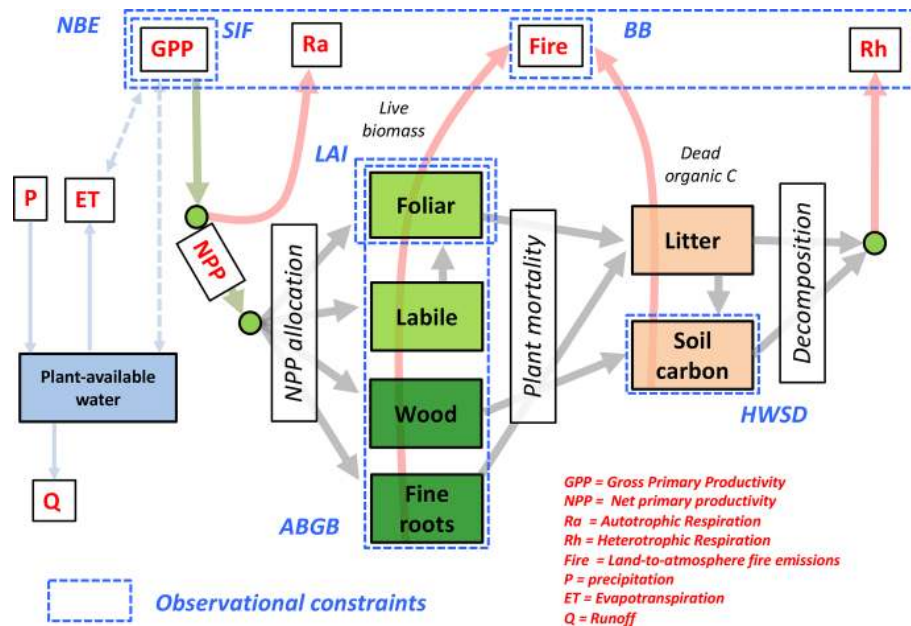 NBE
SIF
BB
GPP
Ra
Fire
Rh
Live
biomass
LAI
Dead
organic C
P
ET
Foliar
NPP
Litter
NPP allocation
Labile
Plant mortality
Decomposition
Soil
carbon
Plant-available
water
Wood
HWSD
Q
ABGB
Fine
roots
GPP = Gross Primary Productivity
NPP = Net primary productivity
Ra = Autotrophic Respiration
Rh = Heterotrophic Respiration
Fire = Land-to-atmosphere fire emissions
P = precipitation
ET = Evapotranspiration
Q = Runoff
Observational constraints